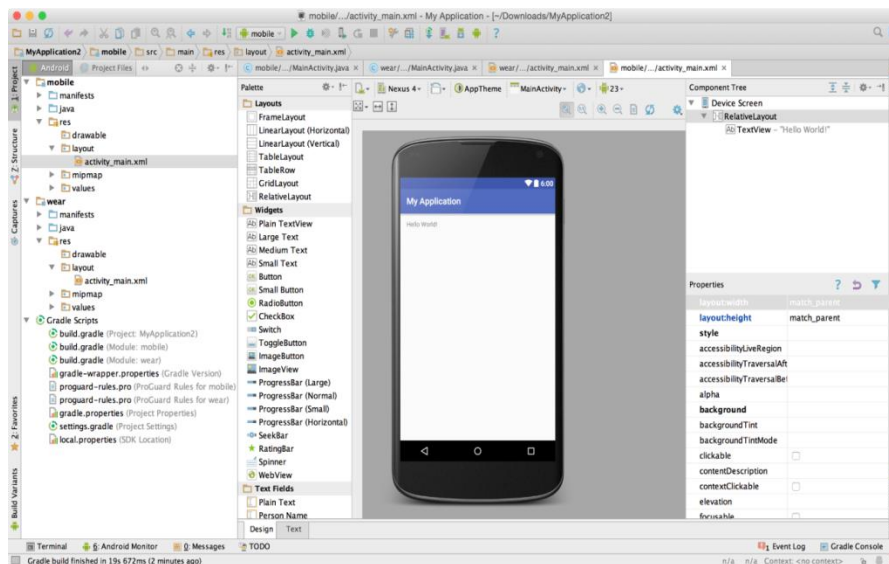 mobile/.../activity_main.xml - My Application - [~/Downloads/MyApplication2]
mobile
MyApplication2 mobile src main res layout activity_main.xml
Android Project Files
mobile/.../MainActivity.java wear/.../MainActivity.java wear/.../activity_main.xml mobile/.../activity_main.xml
1: Project
Z: Structure
Captures
2: Favorites
Build Variants
mobile
manifests
java
res
drawable
layout
activity_main.xml
mipmap
values
wear
manifests
java
res
drawable
layout
activity_main.xml
mipmap
values
Gradle Scripts
build.gradle (Project: MyApplication2)
build.gradle (Module: mobile)
build.gradle (Module: wear)
gradle-wrapper.properties (Gradle Version)
proguard-rules.pro (ProGuard Rules for mobile)
proguard-rules.pro (ProGuard Rules for wear)
gradle.properties (Project Properties)
settings.gradle (Project Settings)
local.properties (SDK Location)
Palette
Layouts
FrameLayout
LinearLayout (Horizontal)
LinearLayout (Vertical)
TableLayout
TableRow
GridLayout
RelativeLayout
Widgets
Ab Plain TextView
Ab Large Text
Ab Medium Text
Ab Small Text
OK Button
OK Small Button
RadioButton
CheckBox
Switch
ToggleButton
ImageButton
ImageView
ProgressBar (Large)
ProgressBar (Normal)
ProgressBar (Small)
ProgressBar (Horizontal)
SeekBar
RatingBar
Spinner
WebView
Text Fields
Plain Text
Person Name
Nexus 4 AppTheme MainActivity 23
6:00
My Application
Hello World!
Design Text
Component Tree
Device Screen
RelativeLayout
Ab TextView - "Hello World!"
Properties ?
layout:width match_parent
layout:height match_parent
style
accessibilityLiveRegion
accessibilityTraversalAft
accessibilityTraversalBef
alpha
background
backgroundTint
backgroundTintMode
clickable
contentDescription
contextClickable
elevation
focusable
Terminal 6: Android Monitor 0: Messages TODO 1 Event Log Gradle Console
Gradle build finished in 19s 672ms (2 minutes ago) n/a n/a Context: <no context>